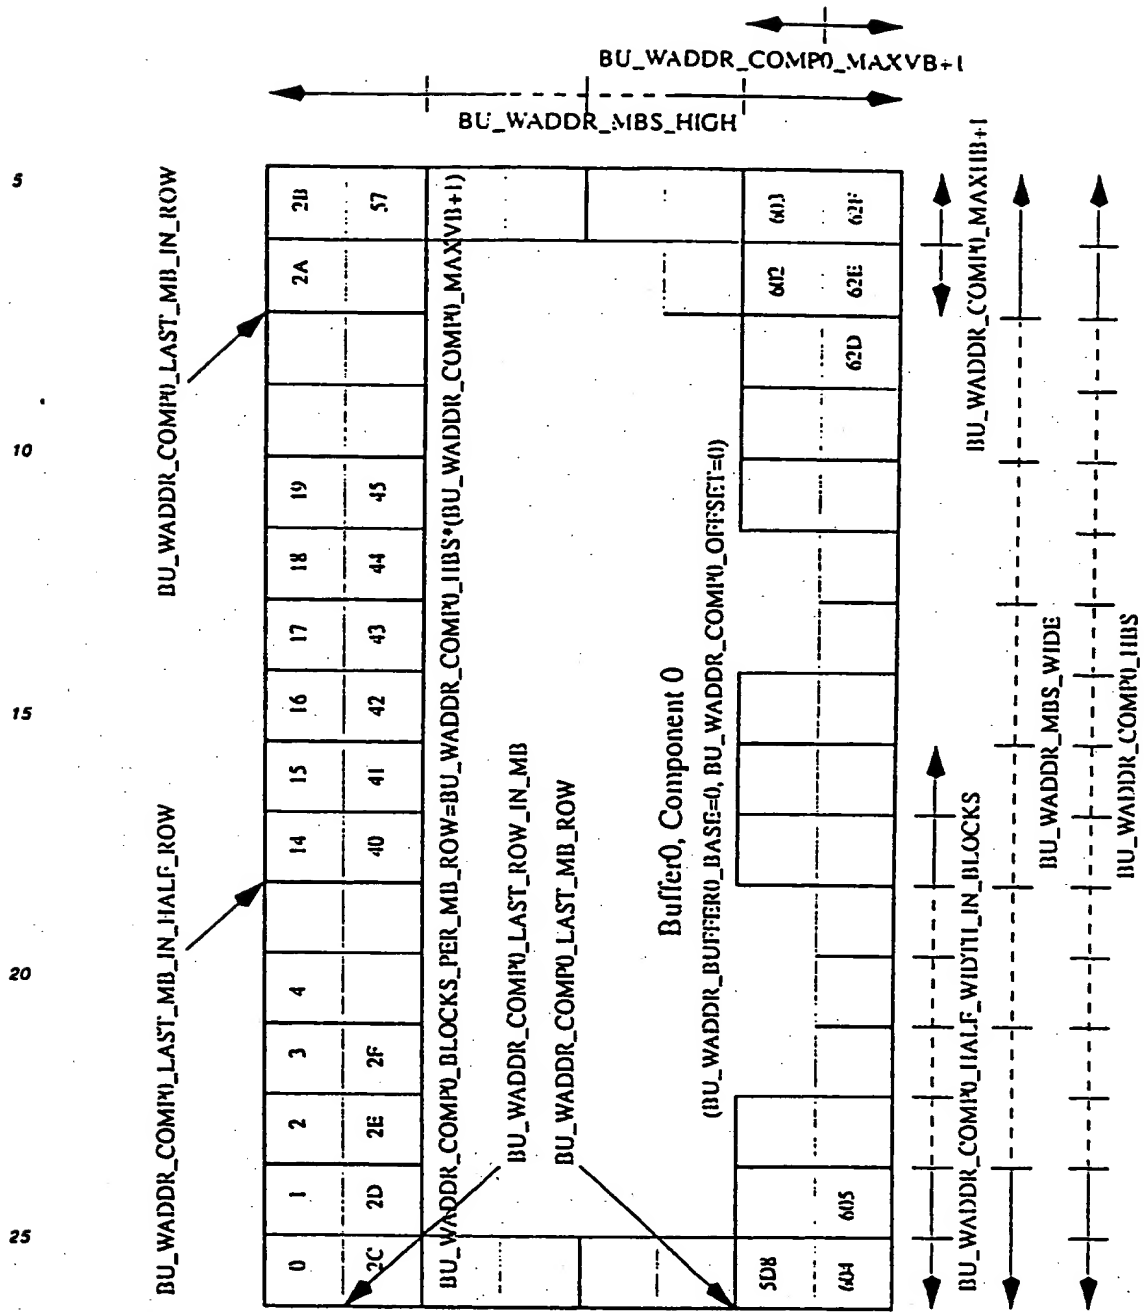 5
10
15
20
25
BU_WADDR_COMP0_LAST_MB_IN_HALF_ROW
BU_WADDR_COMP0_LAST_MB_IN_ROW
0 1 2 3 4 14 15 16 17 18 19 2A 2B
2C 2D 2E 2F 40 41 42 43 44 45 57
BU_WADDR_COMP0_BLOCKS_PER_MB_ROW=BU_WADDR_COMP0_HBS*(BU_WADDR_COMP0_MAXVB+1)
BU_WADDR_COMP0_LAST_ROW_IN_MB
BU_WADDR_COMP0_LAST_MB_ROW
Buffer0, Component 0
(BU_WADDR_BUFFER0_BASE=0, BU_WADDR_COMP0_OFFSET=0)
5D8 602 603
604 605 62D 62E 62F
BU_WADDR_COMP0_HALF_WIDTH_IN_BLOCKS
BU_WADDR_COMP0_MAXHB+1
BU_WADDR_MBS_WIDE
BU_WADDR_COMP0_HBS
BU_WADDR_MBS_HIGH
BU_WADDR_COMP0_MAXVB+1